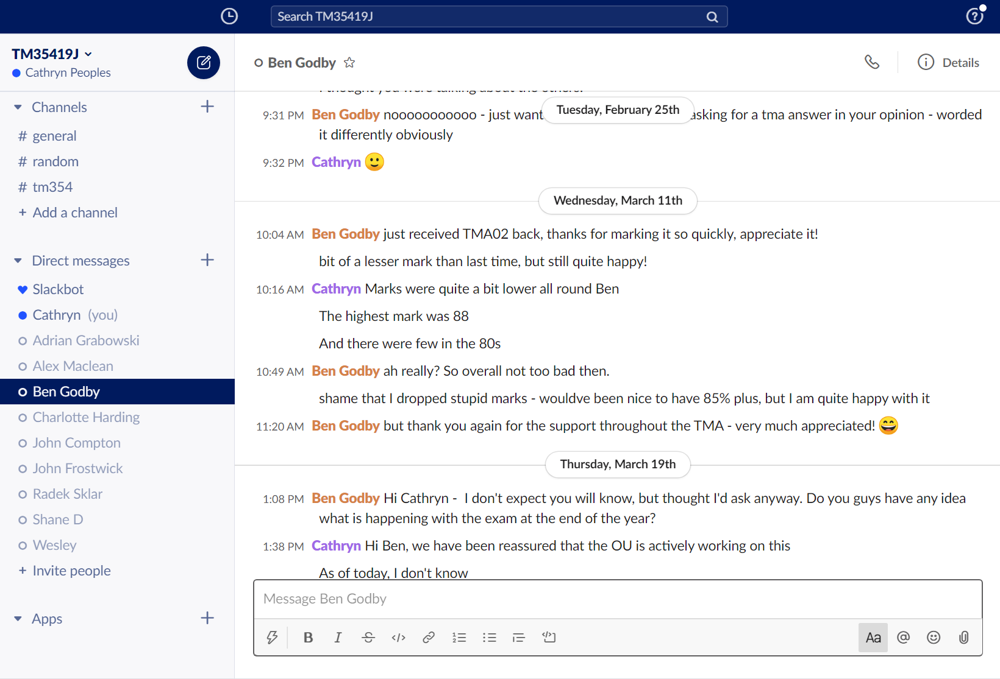 Search TM35419J
TM35419J
Cathryn Peoples
Channels
# general
# random
# tm354
+ Add a channel
Direct messages
Slackbot
Cathryn (you)
Adrian Grabowski
Alex Maclean
Ben Godby
Charlotte Harding
John Compton
John Frostwick
Radek Sklar
Shane D
Wesley
+ Invite people
Apps
Ben Godby
Details
I thought you were talking about the others.
Tuesday, February 25th
9:31 PM Ben Godby nooooooooooo - just want asking for a tma answer in your opinion - worded
it differently obviously
9:32 PM Cathryn 🙂
Wednesday, March 11th
10:04 AM Ben Godby just received TMA02 back, thanks for marking it so quickly, appreciate it!
bit of a lesser mark than last time, but still quite happy!
10:16 AM Cathryn Marks were quite a bit lower all round Ben
The highest mark was 88
And there were few in the 80s
10:49 AM Ben Godby ah really? So overall not too bad then.
shame that I dropped stupid marks - wouldve been nice to have 85% plus, but I am quite happy with it
11:20 AM Ben Godby but thank you again for the support throughout the TMA - very much appreciated! 😄
Thursday, March 19th
1:08 PM Ben Godby Hi Cathryn - I don't expect you will know, but thought I'd ask anyway. Do you guys have any idea
what is happening with the exam at the end of the year?
1:38 PM Cathryn Hi Ben, we have been reassured that the OU is actively working on this
As of today, I don't know
Message Ben Godby
B I S </> Aa @